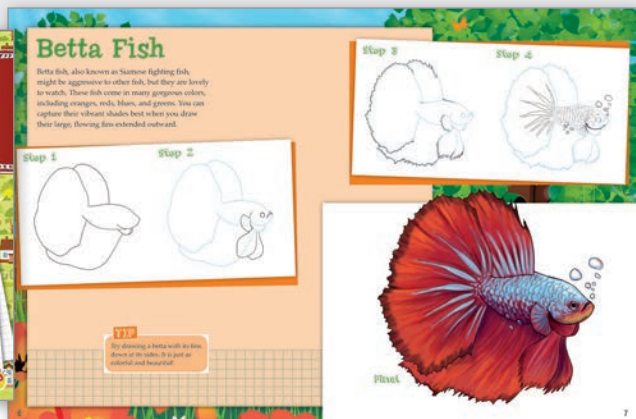 Betta Fish
Betta fish, also known as Siamese fighting fish,
might be aggressive to other fish, but they are lovely
to watch. These fish come in many gorgeous colors,
including oranges, reds, blues, and greens. You can
capture their vibrant shades best when you draw
their large, flowing fins extended outward.
Step 1
Step 2
TIP
Try drawing a betta with its fins
down at its sides. It is just as
colorful and beautiful!
6
Step 3
Step 4
Final
7